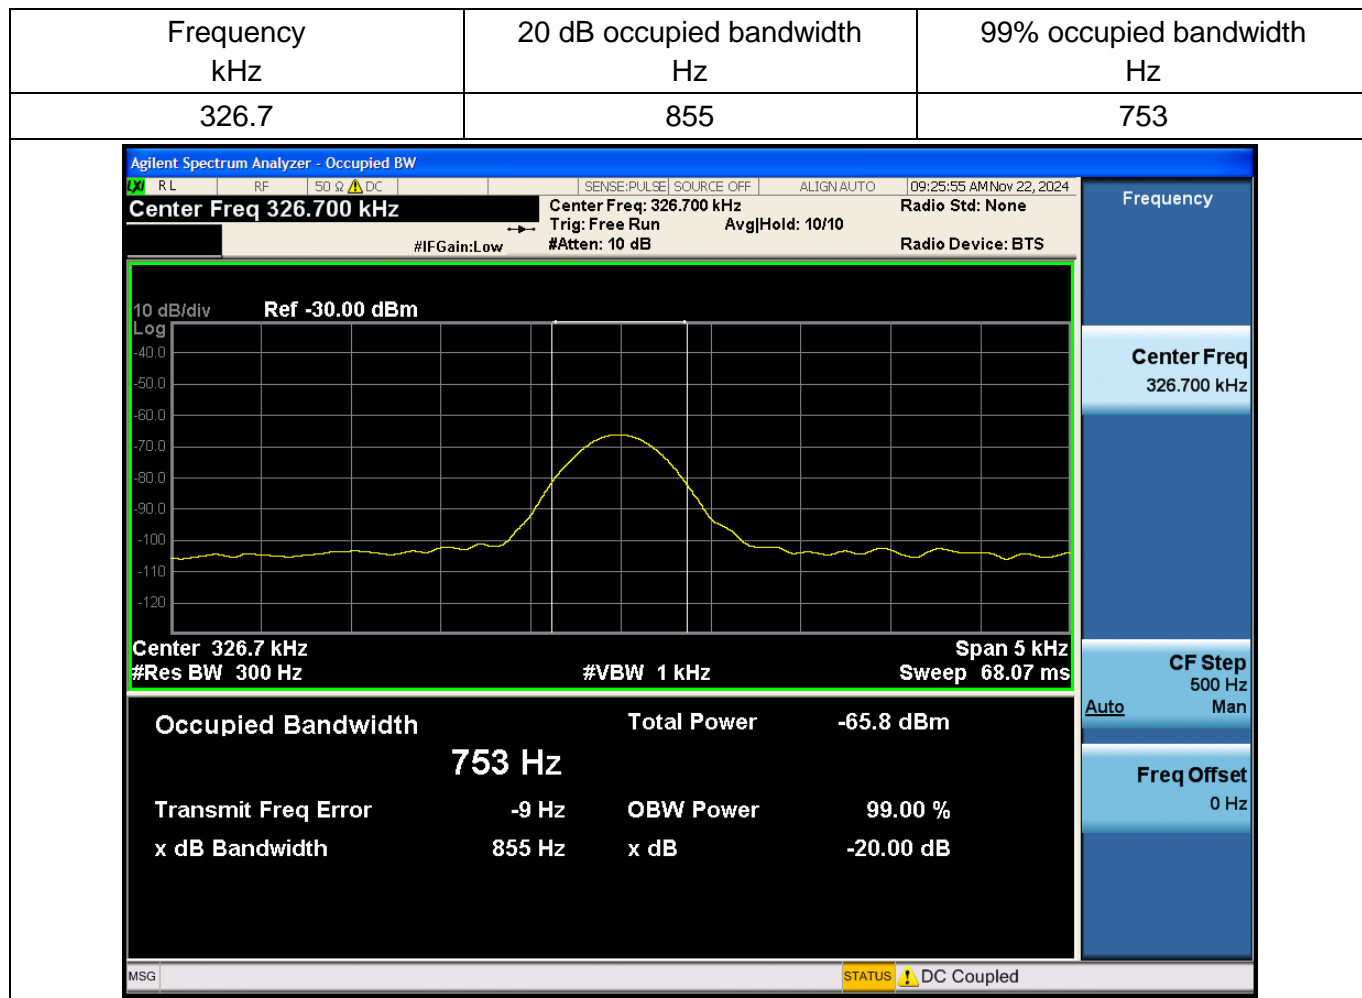 Frequency 20 dB occupied bandwidth 99% occupied bandwidth
kHz Hz Hz
326.7 855 753
Agilent Spectrum Analyzer - Occupied BW
LXI RL RF 50 Ω DC SENSE:PULSE SOURCE OFF ALIGN AUTO 09:25:55 AM Nov 22, 2024
Center Freq 326.700 kHz Center Freq: 326.700 kHz Radio Std: None
Trig: Free Run Avg|Hold: 10/10
#IFGain:Low #Atten: 10 dB Radio Device: BTS
10 dB/div Ref -30.00 dBm
Log
-40.0
-50.0
-60.0
-70.0
-80.0
-90.0
-100
-110
-120
Center 326.7 kHz Span 5 kHz
#Res BW 300 Hz #VBW 1 kHz Sweep 68.07 ms
Occupied Bandwidth Total Power -65.8 dBm
753 Hz
Transmit Freq Error -9 Hz OBW Power 99.00 %
x dB Bandwidth 855 Hz x dB -20.00 dB
Frequency
Center Freq
326.700 kHz
CF Step
500 Hz
Auto Man
Freq Offset
0 Hz
MSG STATUS DC Coupled